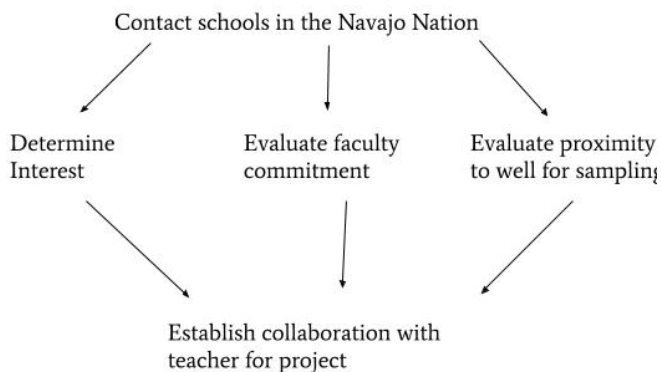 Contact schools in the Navajo Nation
Determine
Interest
Evaluate faculty
commitment
Evaluate proximity
to well for sampling
Establish collaboration with
teacher for project